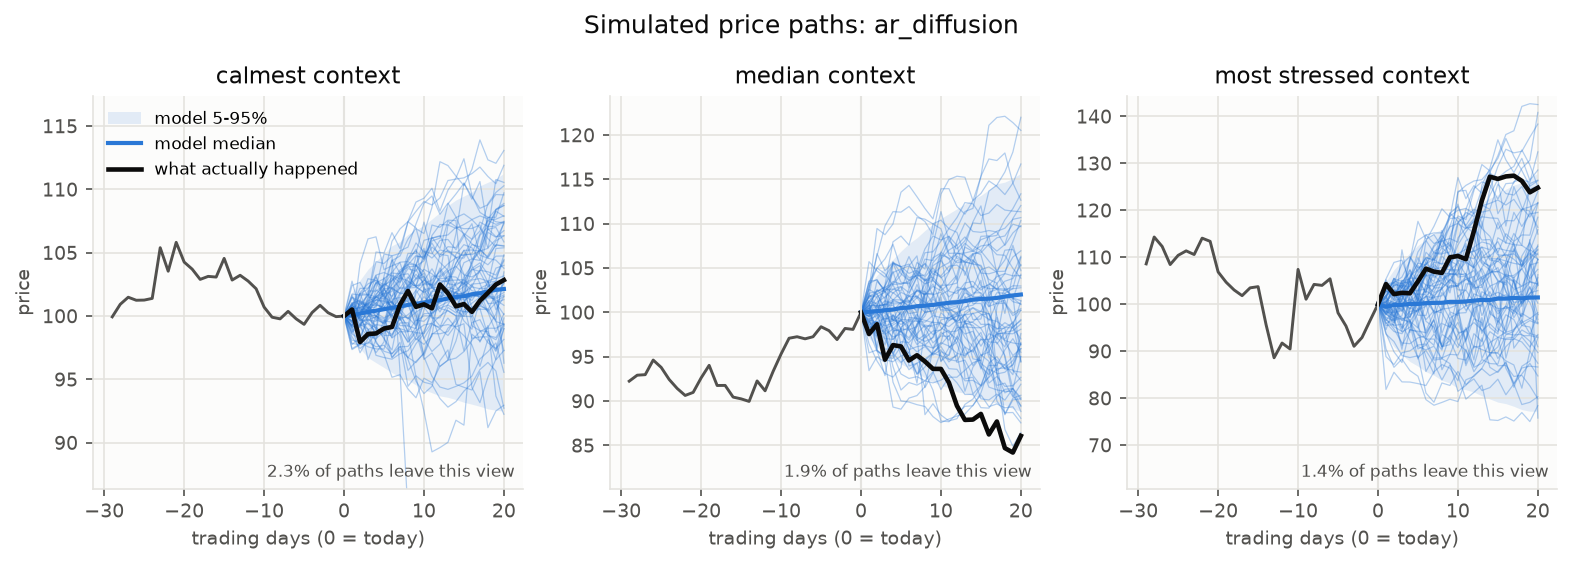 Simulated price paths: ar_diffusion
calmest context
median context
most stressed context
model 5-95%
model median
what actually happened
115
110
105
100
95
90
price
2.3% of paths leave this view
−30
−20
−10
0
10
20
trading days (0 = today)
120
115
110
105
100
95
90
85
price
1.9% of paths leave this view
−30
−20
−10
0
10
20
trading days (0 = today)
140
130
120
110
100
90
80
70
price
1.4% of paths leave this view
−30
−20
−10
0
10
20
trading days (0 = today)